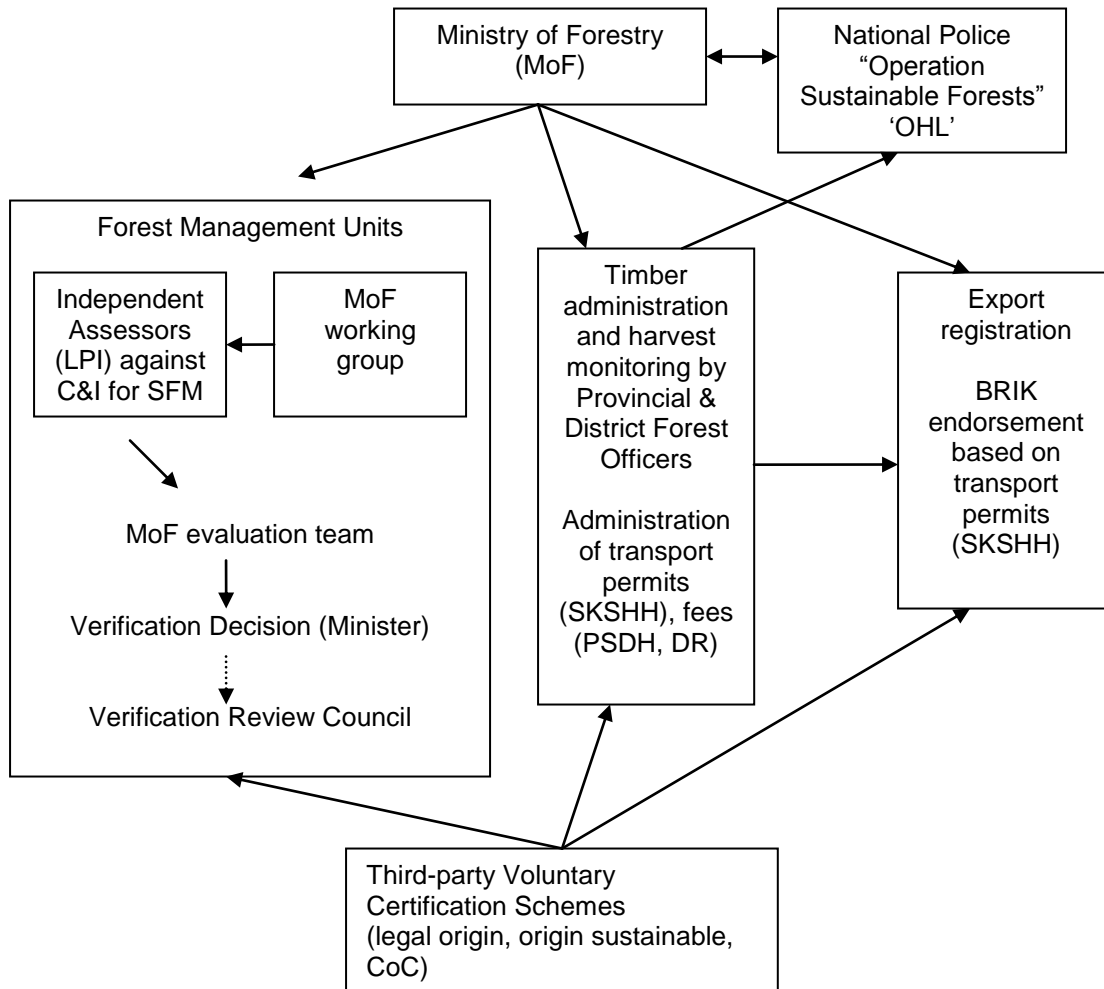 Ministry of Forestry
(MoF)
National Police
“Operation
Sustainable Forests”
‘OHL’
Forest Management Units
Independent
Assessors
(LPI) against
C&I for SFM
MoF
working
group
MoF evaluation team
Verification Decision (Minister)
Verification Review Council
Timber
administration
and harvest
monitoring by
Provincial &
District Forest
Officers
Administration
of transport
permits
(SKSHH), fees
(PSDH, DR)
Export
registration
BRIK
endorsement
based on
transport
permits
(SKSHH)
Third-party Voluntary
Certification Schemes
(legal origin, origin sustainable,
CoC)